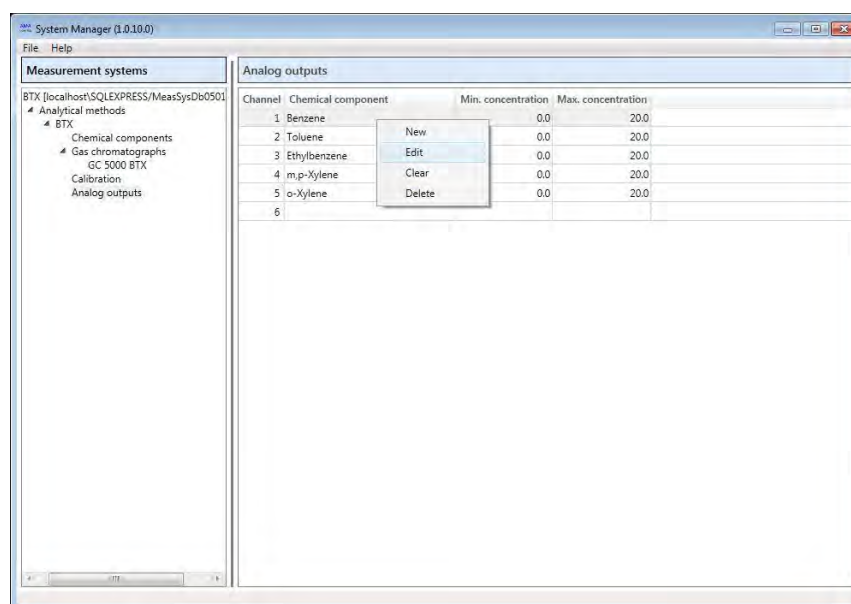 System Manager (1.0.10.0)
File Help
Measurement systems
BTX [localhost\SQLEXPRESS/MeasSysDb0501
Analytical methods
BTX
Chemical components
Gas chromatographs
GC 5000 BTX
Calibration
Analog outputs
Analog outputs
Channel Chemical component Min. concentration Max. concentration
1 Benzene 0.0 20.0
2 Toluene 0.0 20.0
3 Ethylbenzene 0.0 20.0
4 m,p-Xylene 0.0 20.0
5 o-Xylene 0.0 20.0
6
New
Edit
Clear
Delete